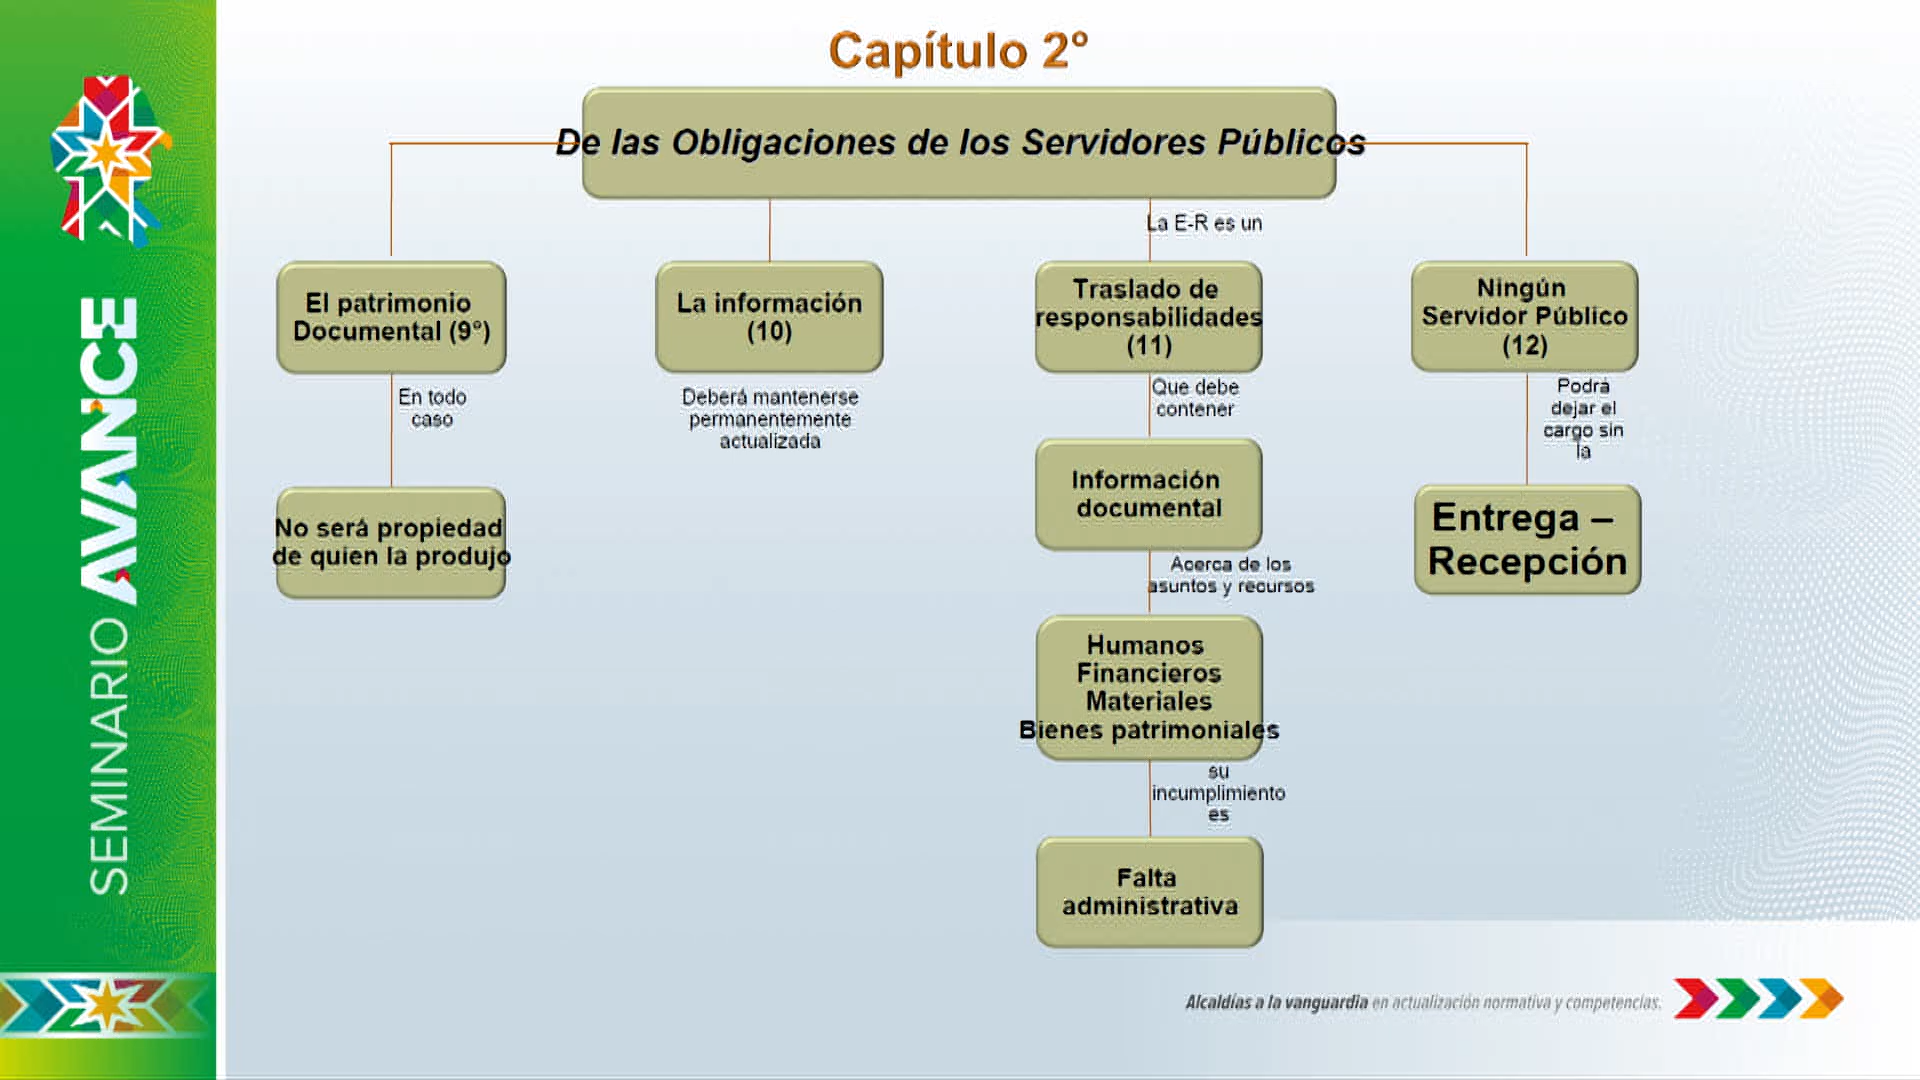 Capítulo 2º
De las Obligaciones de los Servidores Públicos
La E-R es un
El patrimonio
Documental (9º)
La información
(10)
Traslado de
responsabilidades
(11)
Ningún
Servidor Público
(12)
En todo
caso
Deberá mantenerse
permanentemente
actualizada
Que debe
contener
Podrá
dejar el
cargo sin
la
No será propiedad
de quien la produjo
Información
documental
Entrega –
Recepción
Acerca de los
asuntos y recursos
Humanos
Financieros
Materiales
Bienes patrimoniales
su
incumplimiento
es
Falta
administrativa
SEMINARIO AVANCE
Alcaldías a la vanguardia en actualización normativa y competencias.